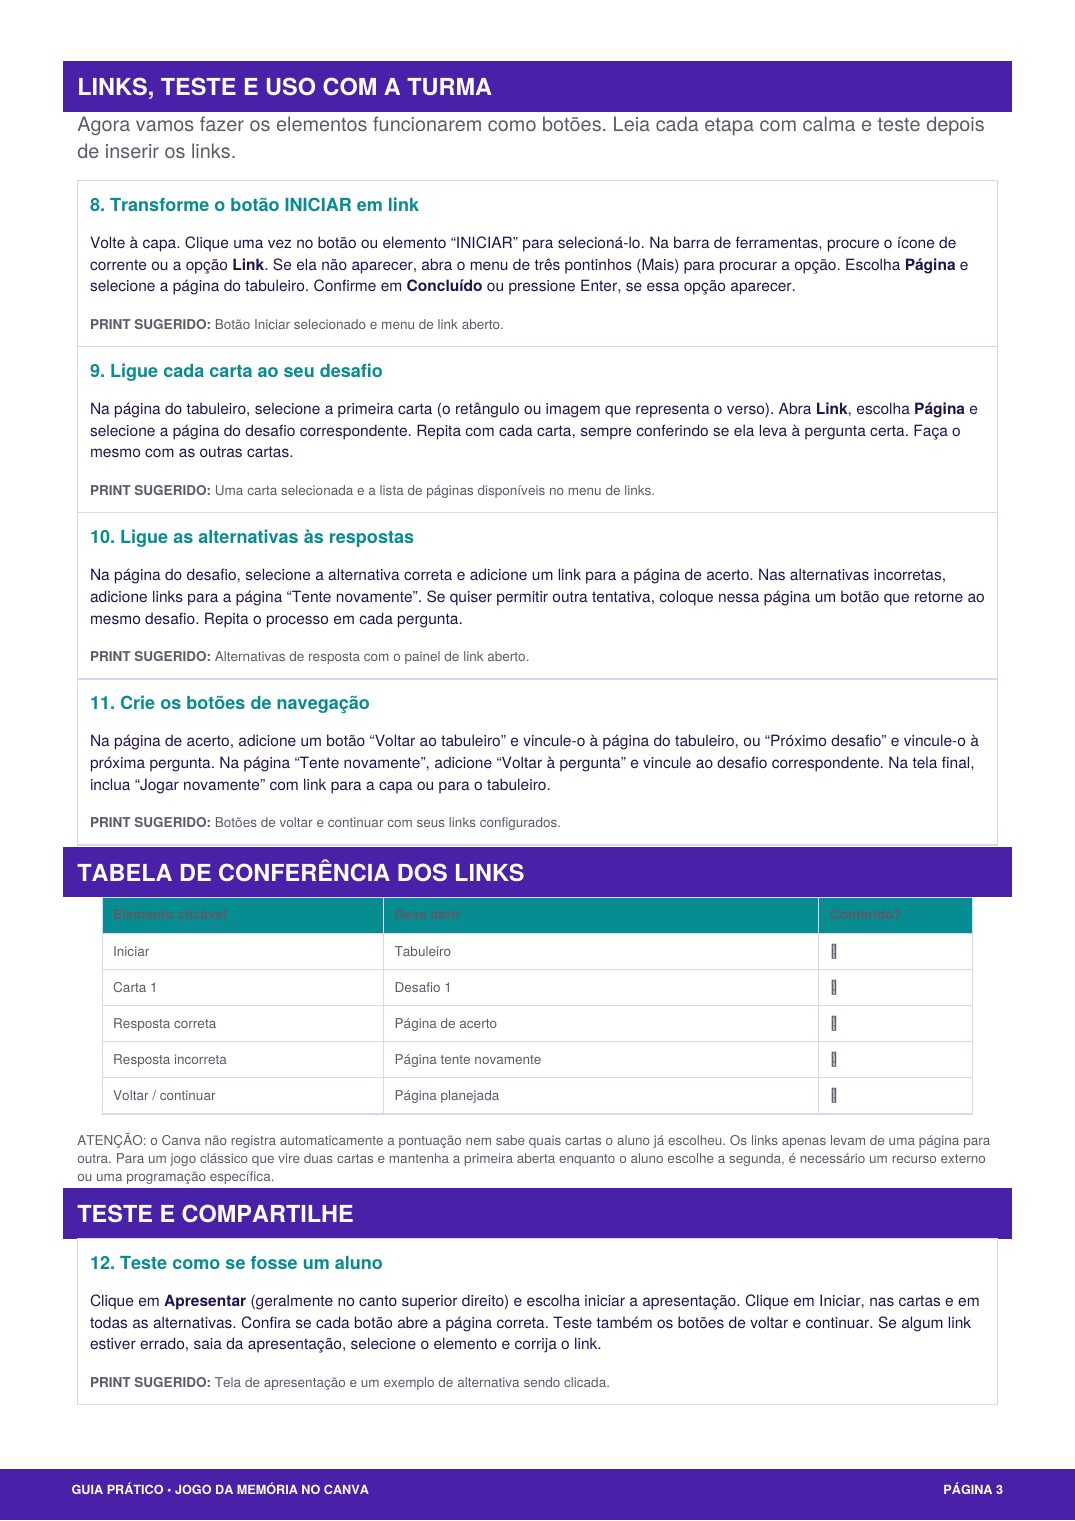 LINKS, TESTE E USO COM A TURMA
Agora vamos fazer os elementos funcionarem como botões. Leia cada etapa com calma e teste depois
de inserir os links.
8. Transforme o botão INICIAR em link
Volte à capa. Clique uma vez no botão ou elemento “INICIAR” para selecioná-lo. Na barra de ferramentas, procure o ícone de
corrente ou a opção Link. Se ela não aparecer, abra o menu de três pontinhos (Mais) para procurar a opção. Escolha Página e
selecione a página do tabuleiro. Confirme em Concluído ou pressione Enter, se essa opção aparecer.
PRINT SUGERIDO: Botão Iniciar selecionado e menu de link aberto.
9. Ligue cada carta ao seu desafio
Na página do tabuleiro, selecione a primeira carta (o retângulo ou imagem que representa o verso). Abra Link, escolha Página e
selecione a página do desafio correspondente. Repita com cada carta, sempre conferindo se ela leva à pergunta certa. Faça o
mesmo com as outras cartas.
PRINT SUGERIDO: Uma carta selecionada e a lista de páginas disponíveis no menu de links.
10. Ligue as alternativas às respostas
Na página do desafio, selecione a alternativa correta e adicione um link para a página de acerto. Nas alternativas incorretas,
adicione links para a página “Tente novamente”. Se quiser permitir outra tentativa, coloque nessa página um botão que retorne ao
mesmo desafio. Repita o processo em cada pergunta.
PRINT SUGERIDO: Alternativas de resposta com o painel de link aberto.
11. Crie os botões de navegação
Na página de acerto, adicione um botão “Voltar ao tabuleiro” e vincule-o à página do tabuleiro, ou “Próximo desafio” e vincule-o à
próxima pergunta. Na página “Tente novamente”, adicione “Voltar à pergunta” e vincule ao desafio correspondente. Na tela final,
inclua “Jogar novamente” com link para a capa ou para o tabuleiro.
PRINT SUGERIDO: Botões de voltar e continuar com seus links configurados.
TABELA DE CONFERÊNCIA DOS LINKS
Elemento clicável Deve abrir Conferido?
Iniciar Tabuleiro
Carta 1 Desafio 1
Resposta correta Página de acerto
Resposta incorreta Página tente novamente
Voltar / continuar Página planejada
ATENÇÃO: o Canva não registra automaticamente a pontuação nem sabe quais cartas o aluno já escolheu. Os links apenas levam de uma página para
outra. Para um jogo clássico que vire duas cartas e mantenha a primeira aberta enquanto o aluno escolhe a segunda, é necessário um recurso externo
ou uma programação específica.
TESTE E COMPARTILHE
12. Teste como se fosse um aluno
Clique em Apresentar (geralmente no canto superior direito) e escolha iniciar a apresentação. Clique em Iniciar, nas cartas e em
todas as alternativas. Confira se cada botão abre a página correta. Teste também os botões de voltar e continuar. Se algum link
estiver errado, saia da apresentação, selecione o elemento e corrija o link.
PRINT SUGERIDO: Tela de apresentação e um exemplo de alternativa sendo clicada.
GUIA PRÁTICO • JOGO DA MEMÓRIA NO CANVA PÁGINA 3